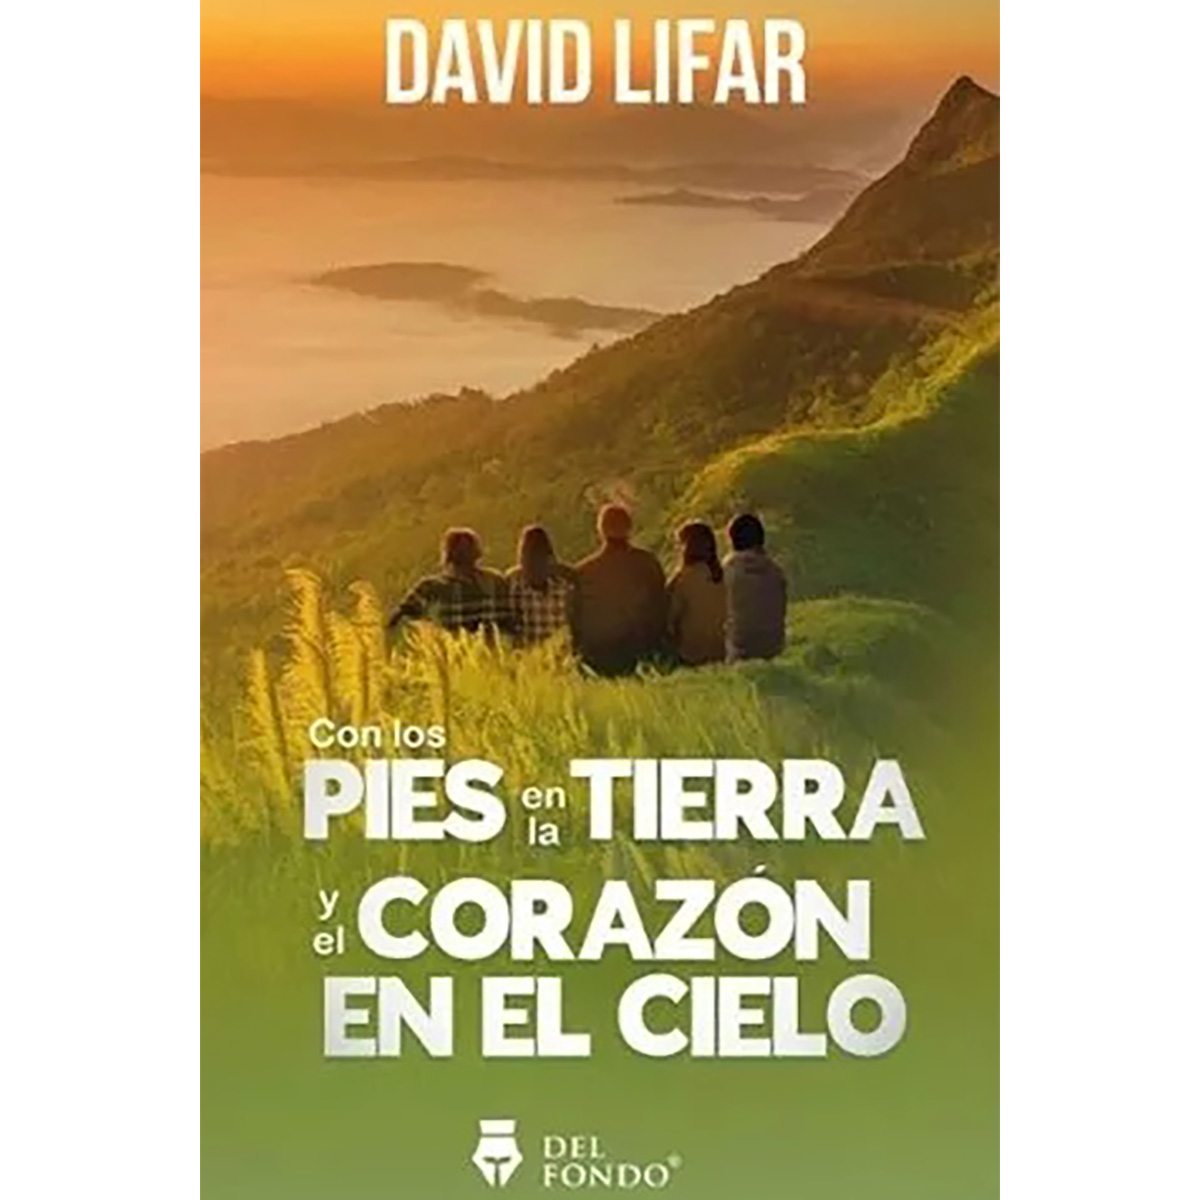 DAVID LIFAR
Con los
PIES en la TIERRA
y el CORAZÓN
EN EL CIELO
DEL
FONDO®